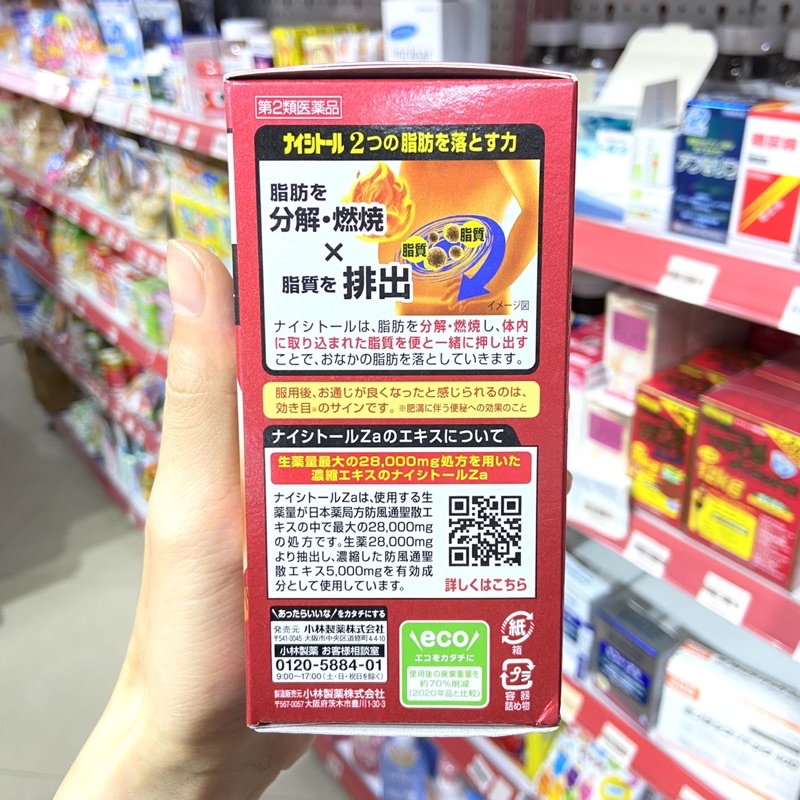 第2類医薬品
ナイシトール 2つの脂肪を落とす力
脂肪を
分解・燃焼
×
脂質を 排出
脂質
脂質
イメージ図
ナイシトールは、脂肪を分解・燃焼し、体内
に取り込まれた脂質を便と一緒に押し出す
ことで、おなかの脂肪を落としていきます。
服用後、お通じが良くなったと感じられるのは、
効き目※のサインです。※肥満に伴う便秘への効果のこと
ナイシトールZaのエキスについて
生薬量最大の28,000mg処方を用いた
濃縮エキスのナイシトールZa
ナイシトールZaは、使用する生
薬量が日本薬局方防風通聖散エ
キスの中で最大の28,000mg
の処方です。生薬28,000mg
より抽出し、濃縮した防風通聖
散エキス5,000mgを有効成
分として使用しています。
詳しくはこちら
"あったらいいな"をカタチにする
発売元 小林製薬株式会社
〒541-0045 大阪市中央区道修町4-4-10
小林製薬 お客様相談室
0120-5884-01
9:00〜17:00(土・日・祝日を除く)
製造販売元 小林製薬株式会社
〒567-0057 大阪府茨木市豊川1-30-3
eco
エコをカタチに
使用後の廃棄重量を
約70%削減
(2020年品と比較)
紙
箱
プラ
容器
詰め物